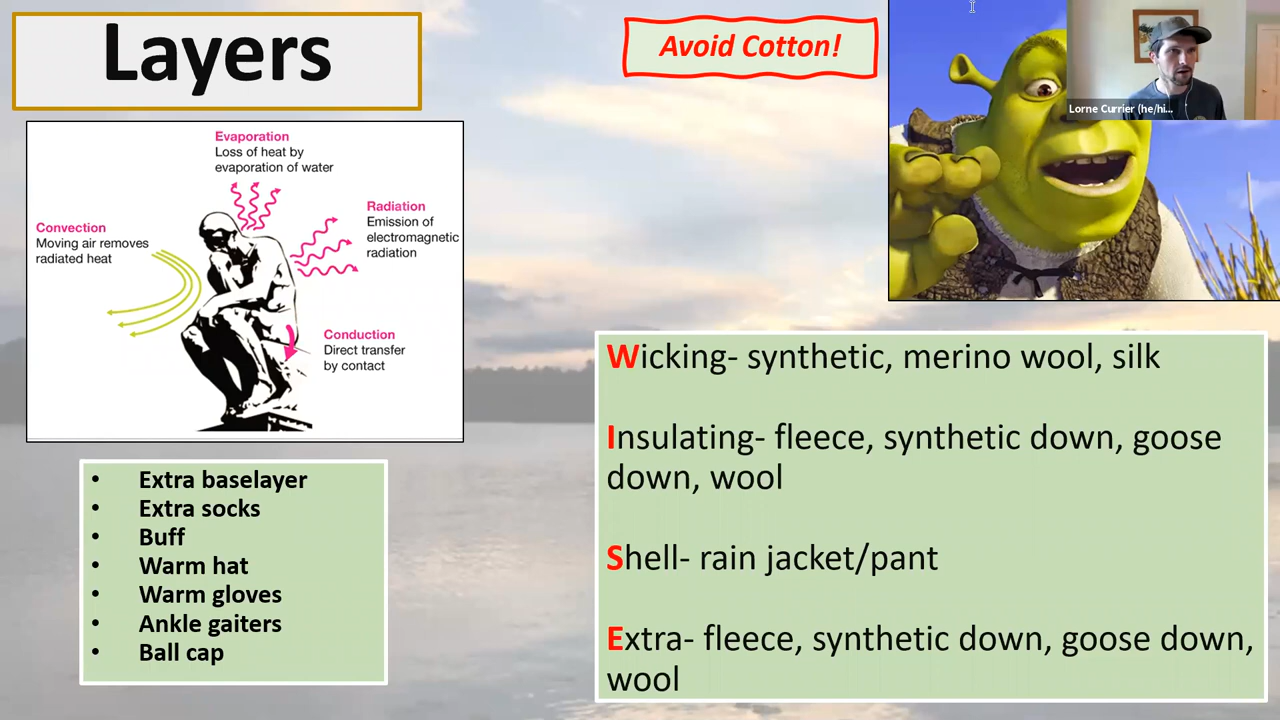 Layers
Avoid Cotton!
Lorne Currier (he/hi...
Evaporation
Loss of heat by
evaporation of water
Radiation
Emission of
electromagnetic
radiation
Convection
Moving air removes
radiated heat
Conduction
Direct transfer
by contact
• Extra baselayer
• Extra socks
• Buff
• Warm hat
• Warm gloves
• Ankle gaiters
• Ball cap
Wicking- synthetic, merino wool, silk
Insulating- fleece, synthetic down, goose
down, wool
Shell- rain jacket/pant
Extra- fleece, synthetic down, goose down,
wool